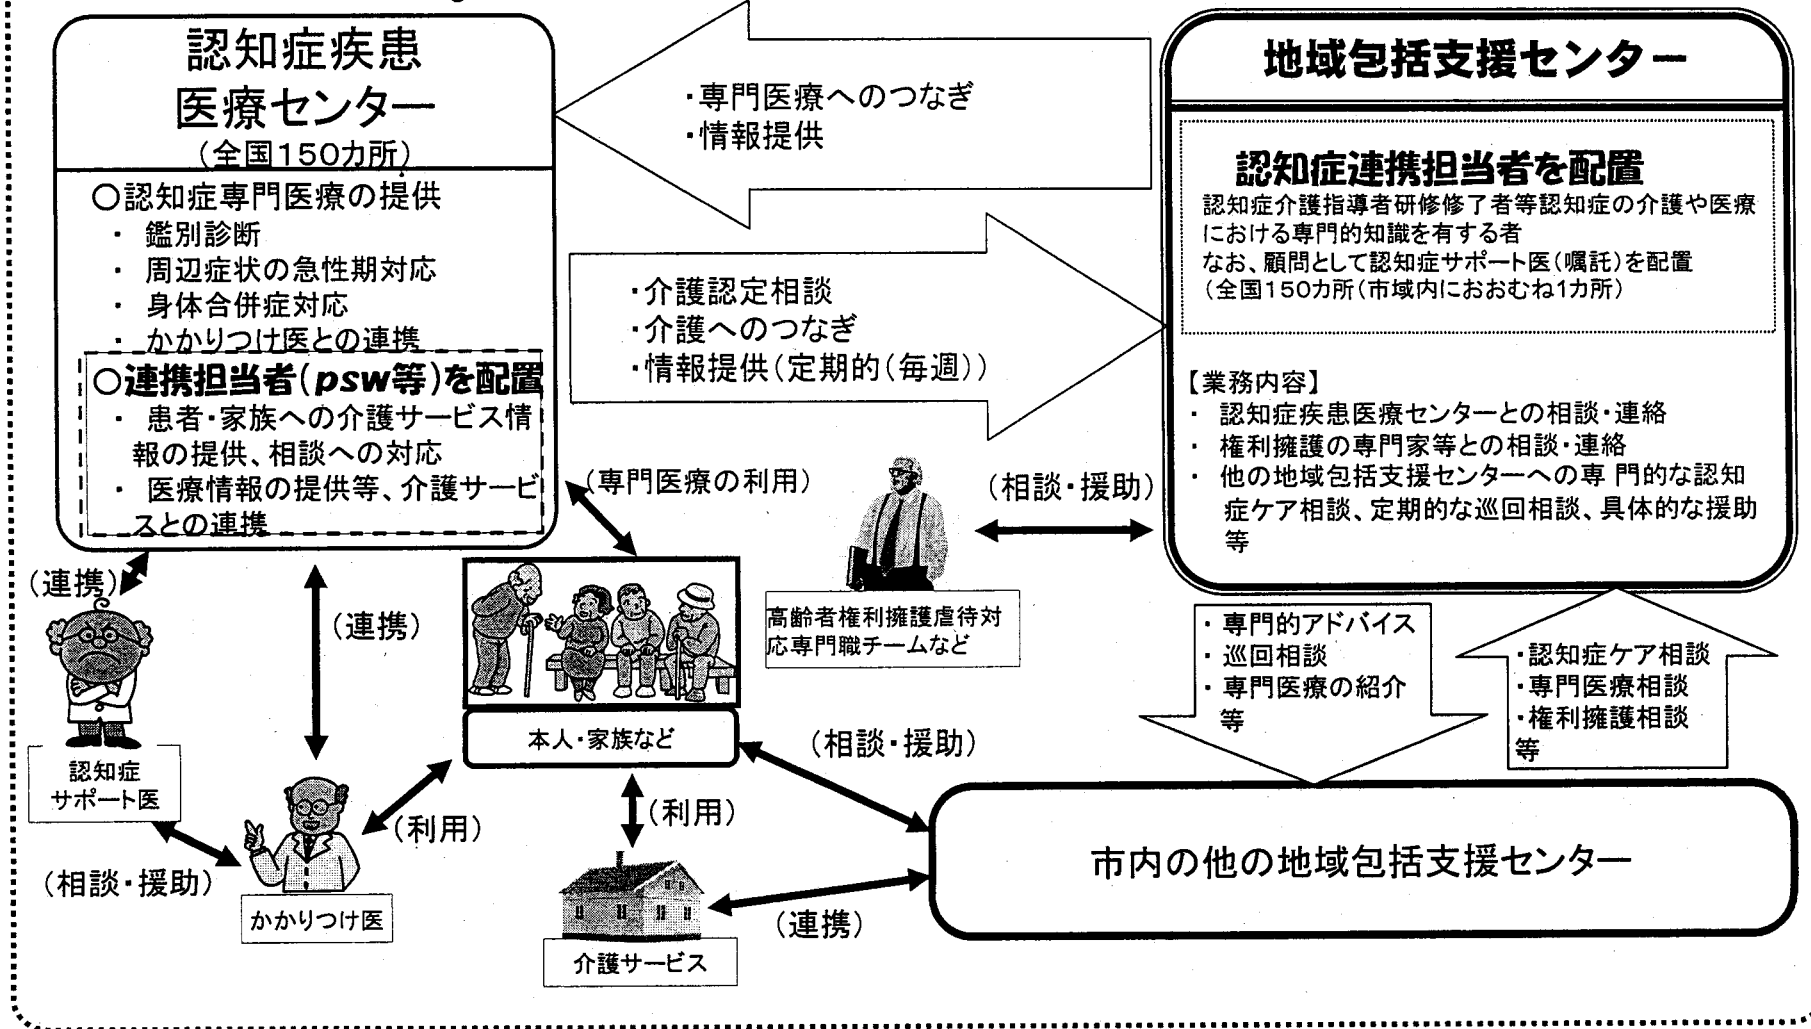 認知症疾患
医療センター
(全国150カ所)
○認知症専門医療の提供
・ 鑑別診断
・ 周辺症状の急性期対応
・ 身体合併症対応
・ かかりつけ医との連携
○連携担当者(psw等)を配置
・ 患者・家族への介護サービス情
報の提供、相談への対応
・ 医療情報の提供等、介護サービ
スとの連携
・専門医療へのつなぎ
・情報提供
・介護認定相談
・介護へのつなぎ
・情報提供(定期的(毎週))
地域包括支援センター
認知症連携担当者を配置
認知症介護指導者研修修了者等認知症の介護や医療
における専門的知識を有する者
なお、顧問として認知症サポート医(嘱託)を配置
(全国150カ所(市域内におおむね1カ所)
【業務内容】
・ 認知症疾患医療センターとの相談・連絡
・ 権利擁護の専門家等との相談・連絡
・ 他の地域包括支援センターへの専 門的な認知
症ケア相談、定期的な巡回相談、具体的な援助
等
(専門医療の利用)
(相談・援助)
高齢者権利擁護虐待対
応専門職チームなど
(連携)
(連携)
認知症
サポート医
(相談・援助)
かかりつけ医
(利用)
本人・家族など
(利用)
介護サービス
(相談・援助)
(連携)
・ 専門的アドバイス
・ 巡回相談
・ 専門医療の紹介
等
・認知症ケア相談
・専門医療相談
・権利擁護相談
等
市内の他の地域包括支援センター